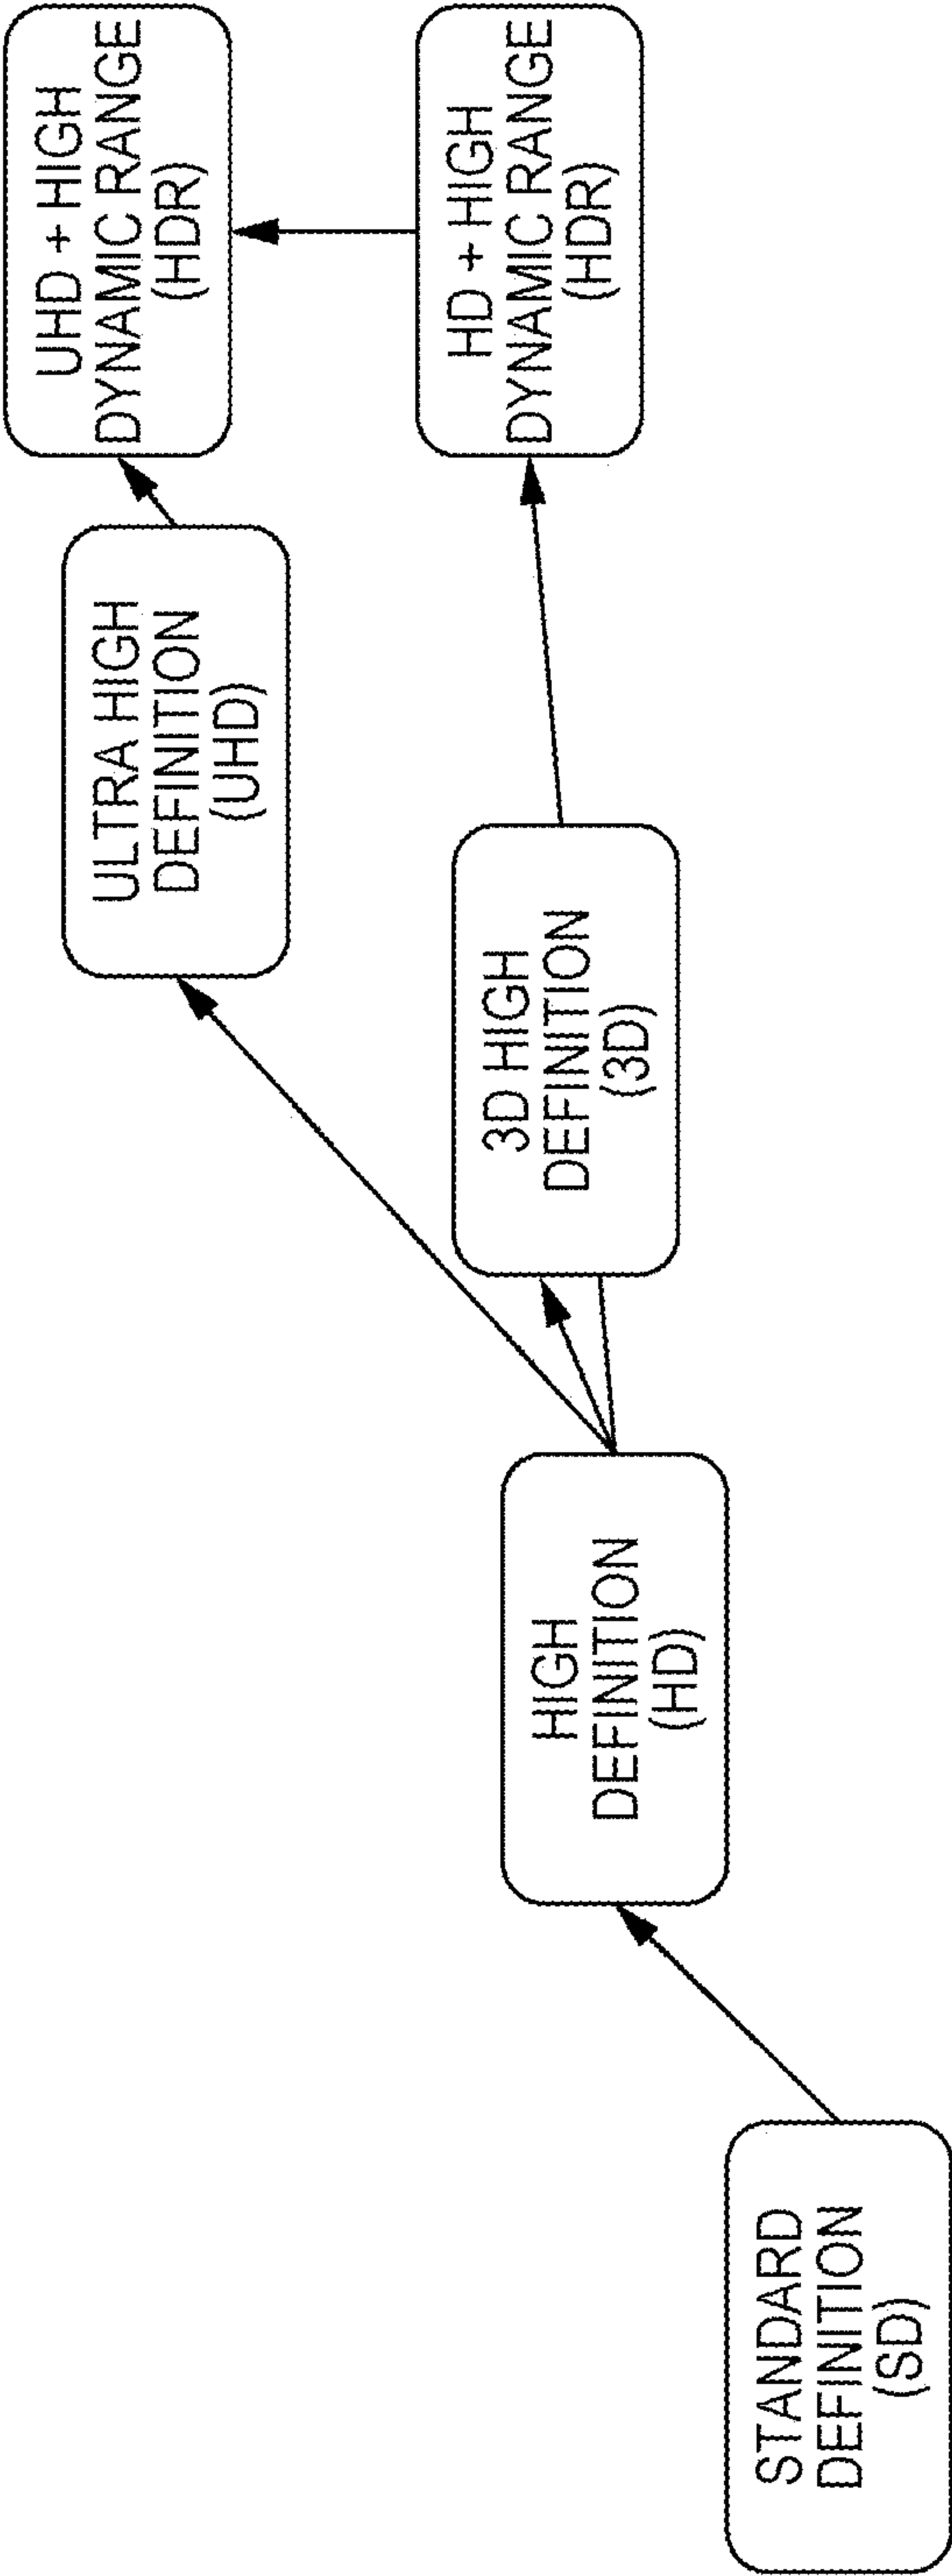 STANDARD
DEFINITION
(SD)
HIGH
DEFINITION
(HD)
3D HIGH
DEFINITION
(3D)
ULTRA HIGH
DEFINITION
(UHD)
UHD + HIGH
DYNAMIC RANGE
(HDR)
HD + HIGH
DYNAMIC RANGE
(HDR)